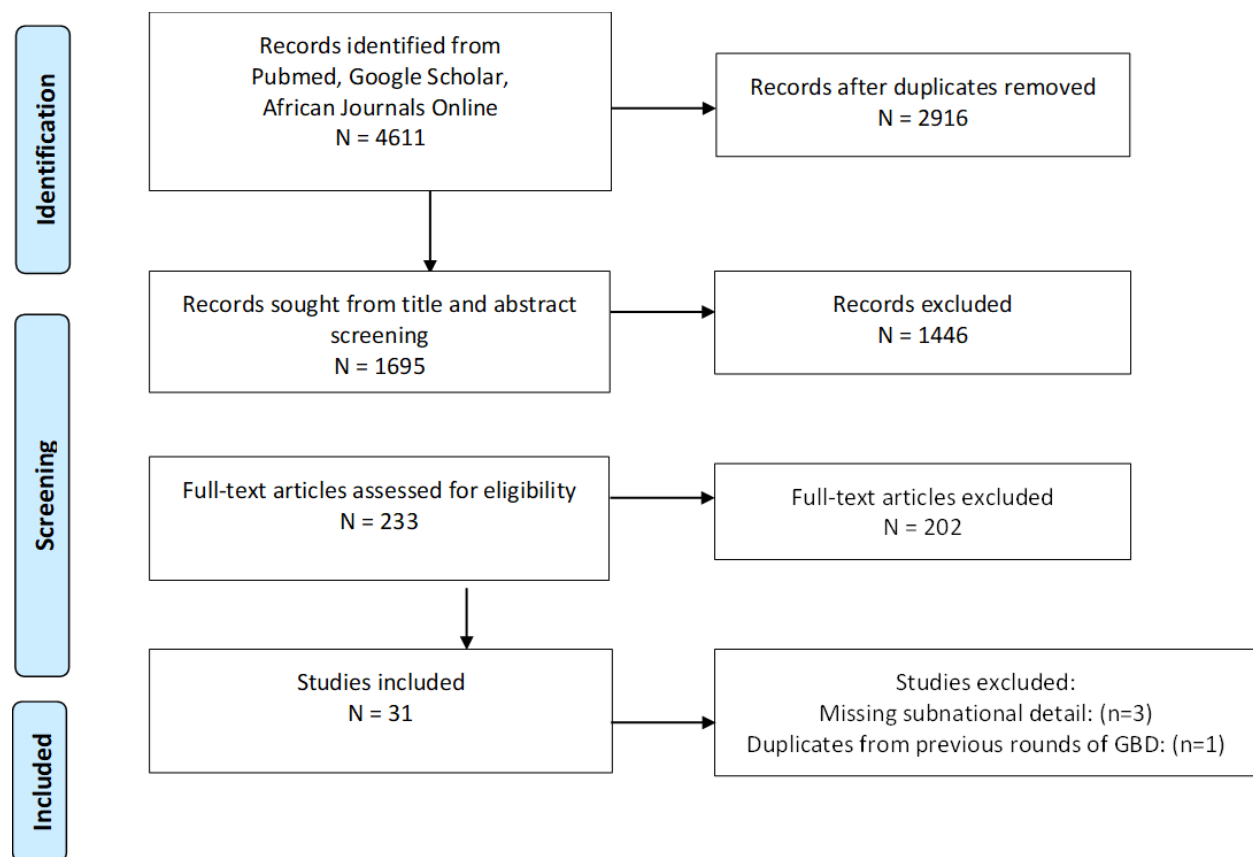 Identification
Records identified from
Pubmed, Google Scholar,
African Journals Online
N = 4611
Records after duplicates removed
N = 2916
Screening
Records sought from title and abstract
screening
N = 1695
Records excluded
N = 1446
Full-text articles assessed for eligibility
N = 233
Full-text articles excluded
N = 202
Included
Studies included
N = 31
Studies excluded:
Missing subnational detail: (n=3)
Duplicates from previous rounds of GBD: (n=1)